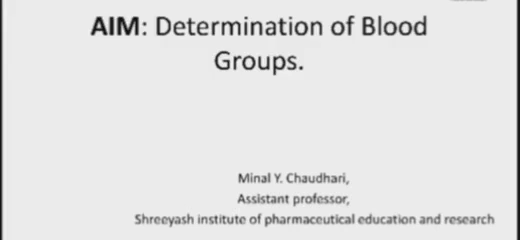 AIM: Determination of Blood
Groups.
Minal Y. Chaudhari,
Assistant professor,
Shreeyash institute of pharmaceutical education and research